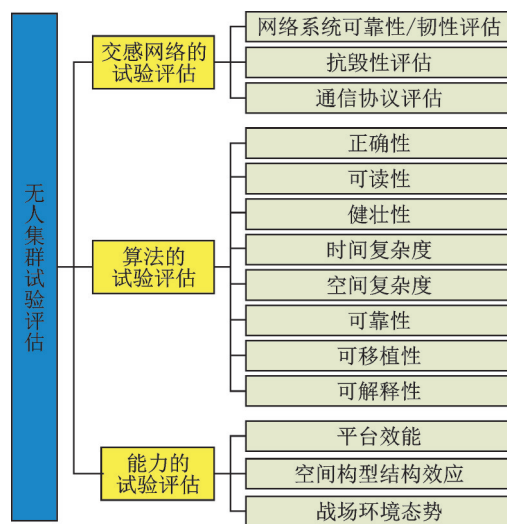 无人集群试验评估
交感网络的
试验评估
网络系统可靠性/韧性评估
抗毁性评估
通信协议评估
算法的
试验评估
正确性
可读性
健壮性
时间复杂度
空间复杂度
可靠性
可移植性
可解释性
能力的
试验评估
平台效能
空间构型结构效应
战场环境态势